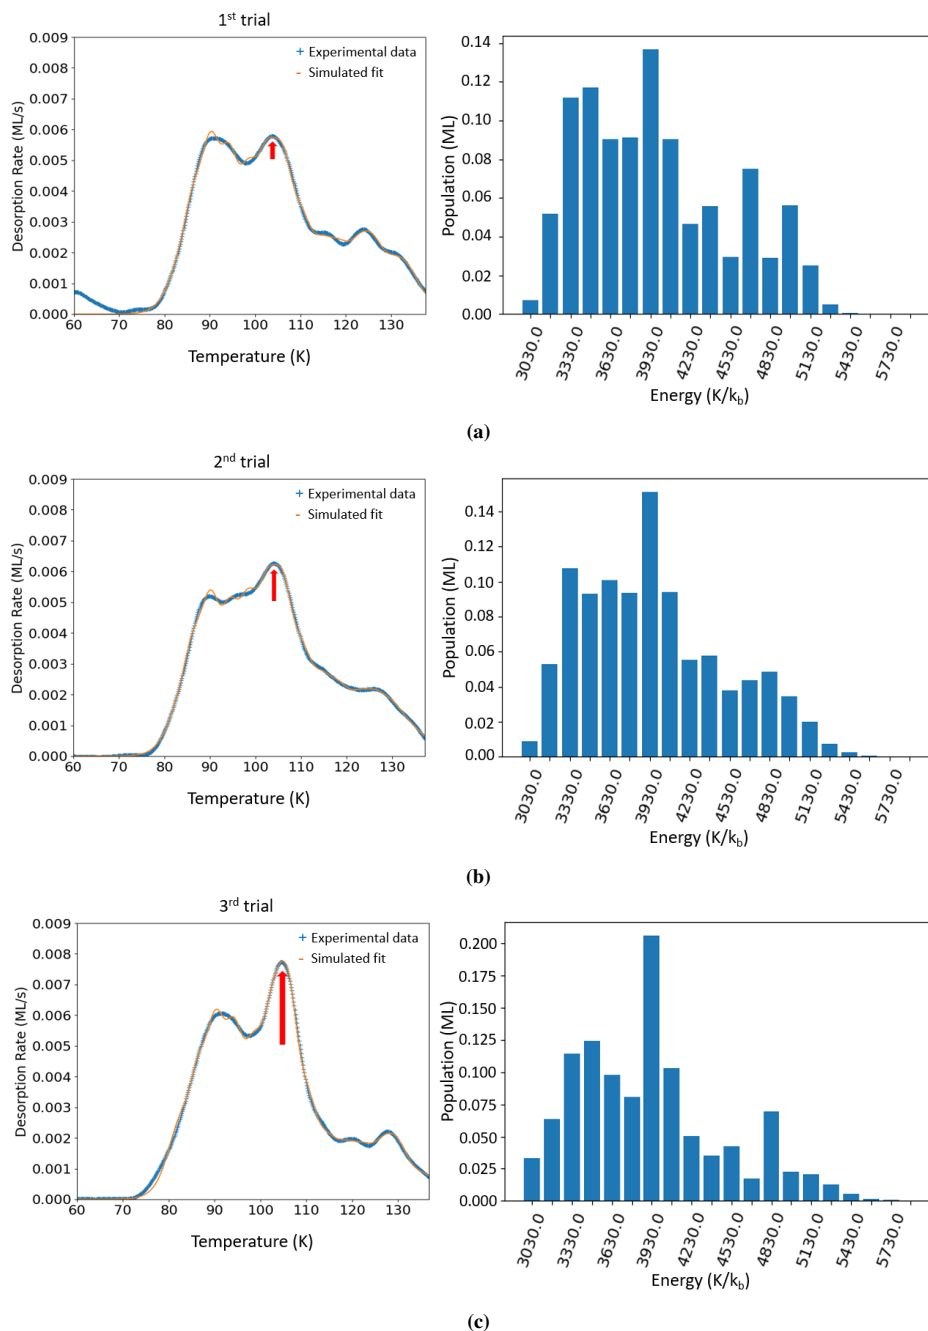 1st trial
+ Experimental data
- Simulated fit
Desorption Rate (ML/s)
0.009
0.008
0.007
0.006
0.005
0.004
0.003
0.002
0.001
0.000
60 70 80 90 100 110 120 130
Temperature (K)
Population (ML)
0.14
0.12
0.10
0.08
0.06
0.04
0.02
0.00
3030.0 3330.0 3630.0 3930.0 4230.0 4530.0 4830.0 5130.0 5430.0 5730.0
Energy (K/kb)
(a)
2nd trial
+ Experimental data
- Simulated fit
Desorption Rate (ML/s)
0.009
0.008
0.007
0.006
0.005
0.004
0.003
0.002
0.001
0.000
60 70 80 90 100 110 120 130
Temperature (K)
Population (ML)
0.14
0.12
0.10
0.08
0.06
0.04
0.02
0.00
3030.0 3330.0 3630.0 3930.0 4230.0 4530.0 4830.0 5130.0 5430.0 5730.0
Energy (K/kb)
(b)
3rd trial
+ Experimental data
- Simulated fit
Desorption Rate (ML/s)
0.009
0.008
0.007
0.006
0.005
0.004
0.003
0.002
0.001
0.000
60 70 80 90 100 110 120 130
Temperature (K)
Population (ML)
0.200
0.175
0.150
0.125
0.100
0.075
0.050
0.025
0.000
3030.0 3330.0 3630.0 3930.0 4230.0 4530.0 4830.0 5130.0 5430.0 5730.0
Energy (K/kb)
(c)